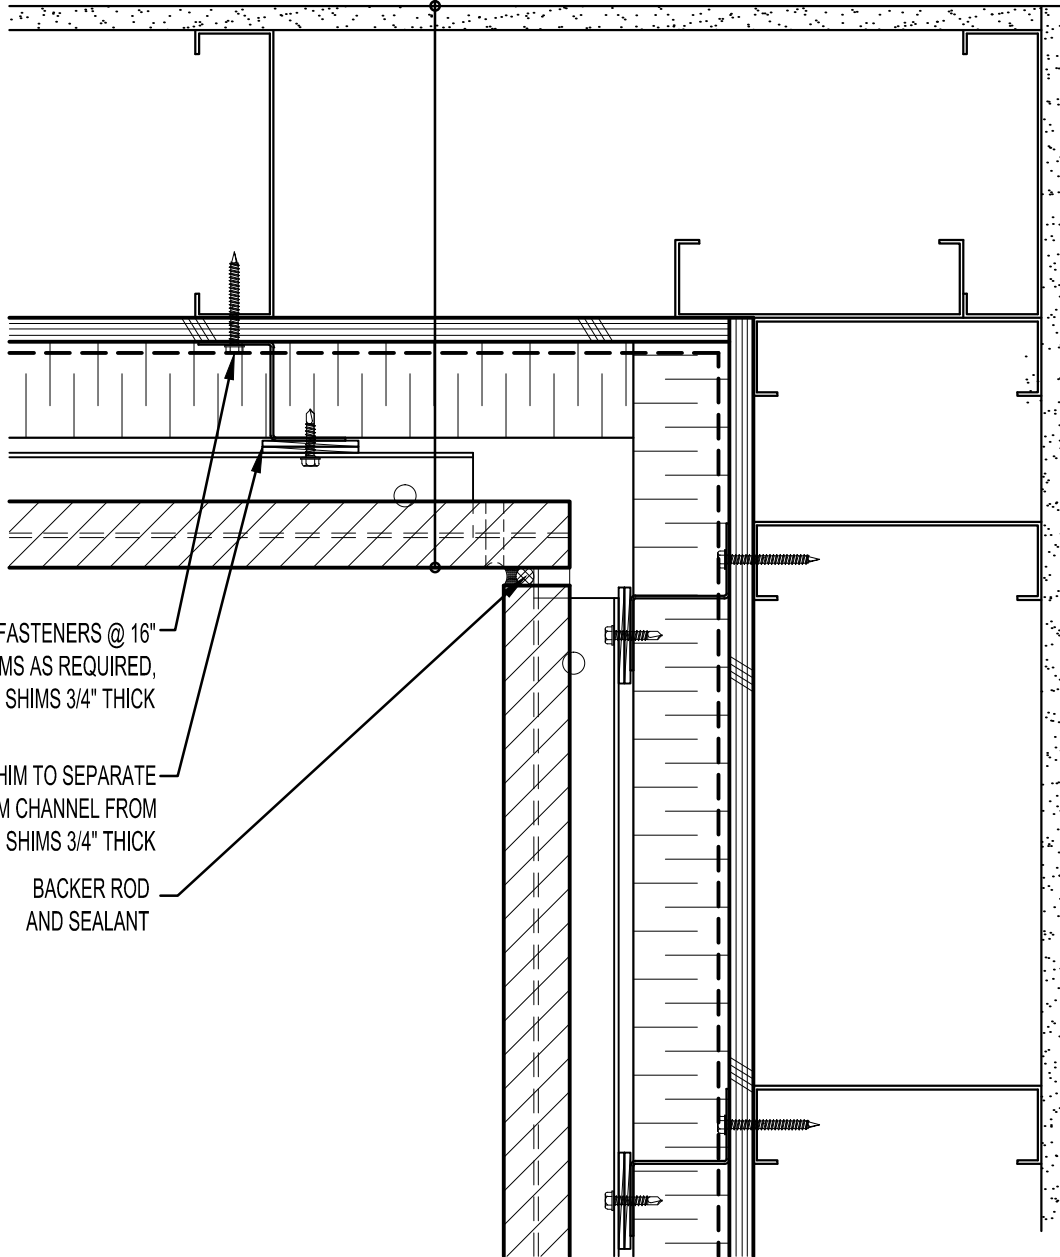 FASTENERS @ 16"
MS AS REQUIRED,
SHIMS 3/4" THICK
HIM TO SEPARATE
M CHANNEL FROM
SHIMS 3/4" THICK
BACKER ROD
AND SEALANT